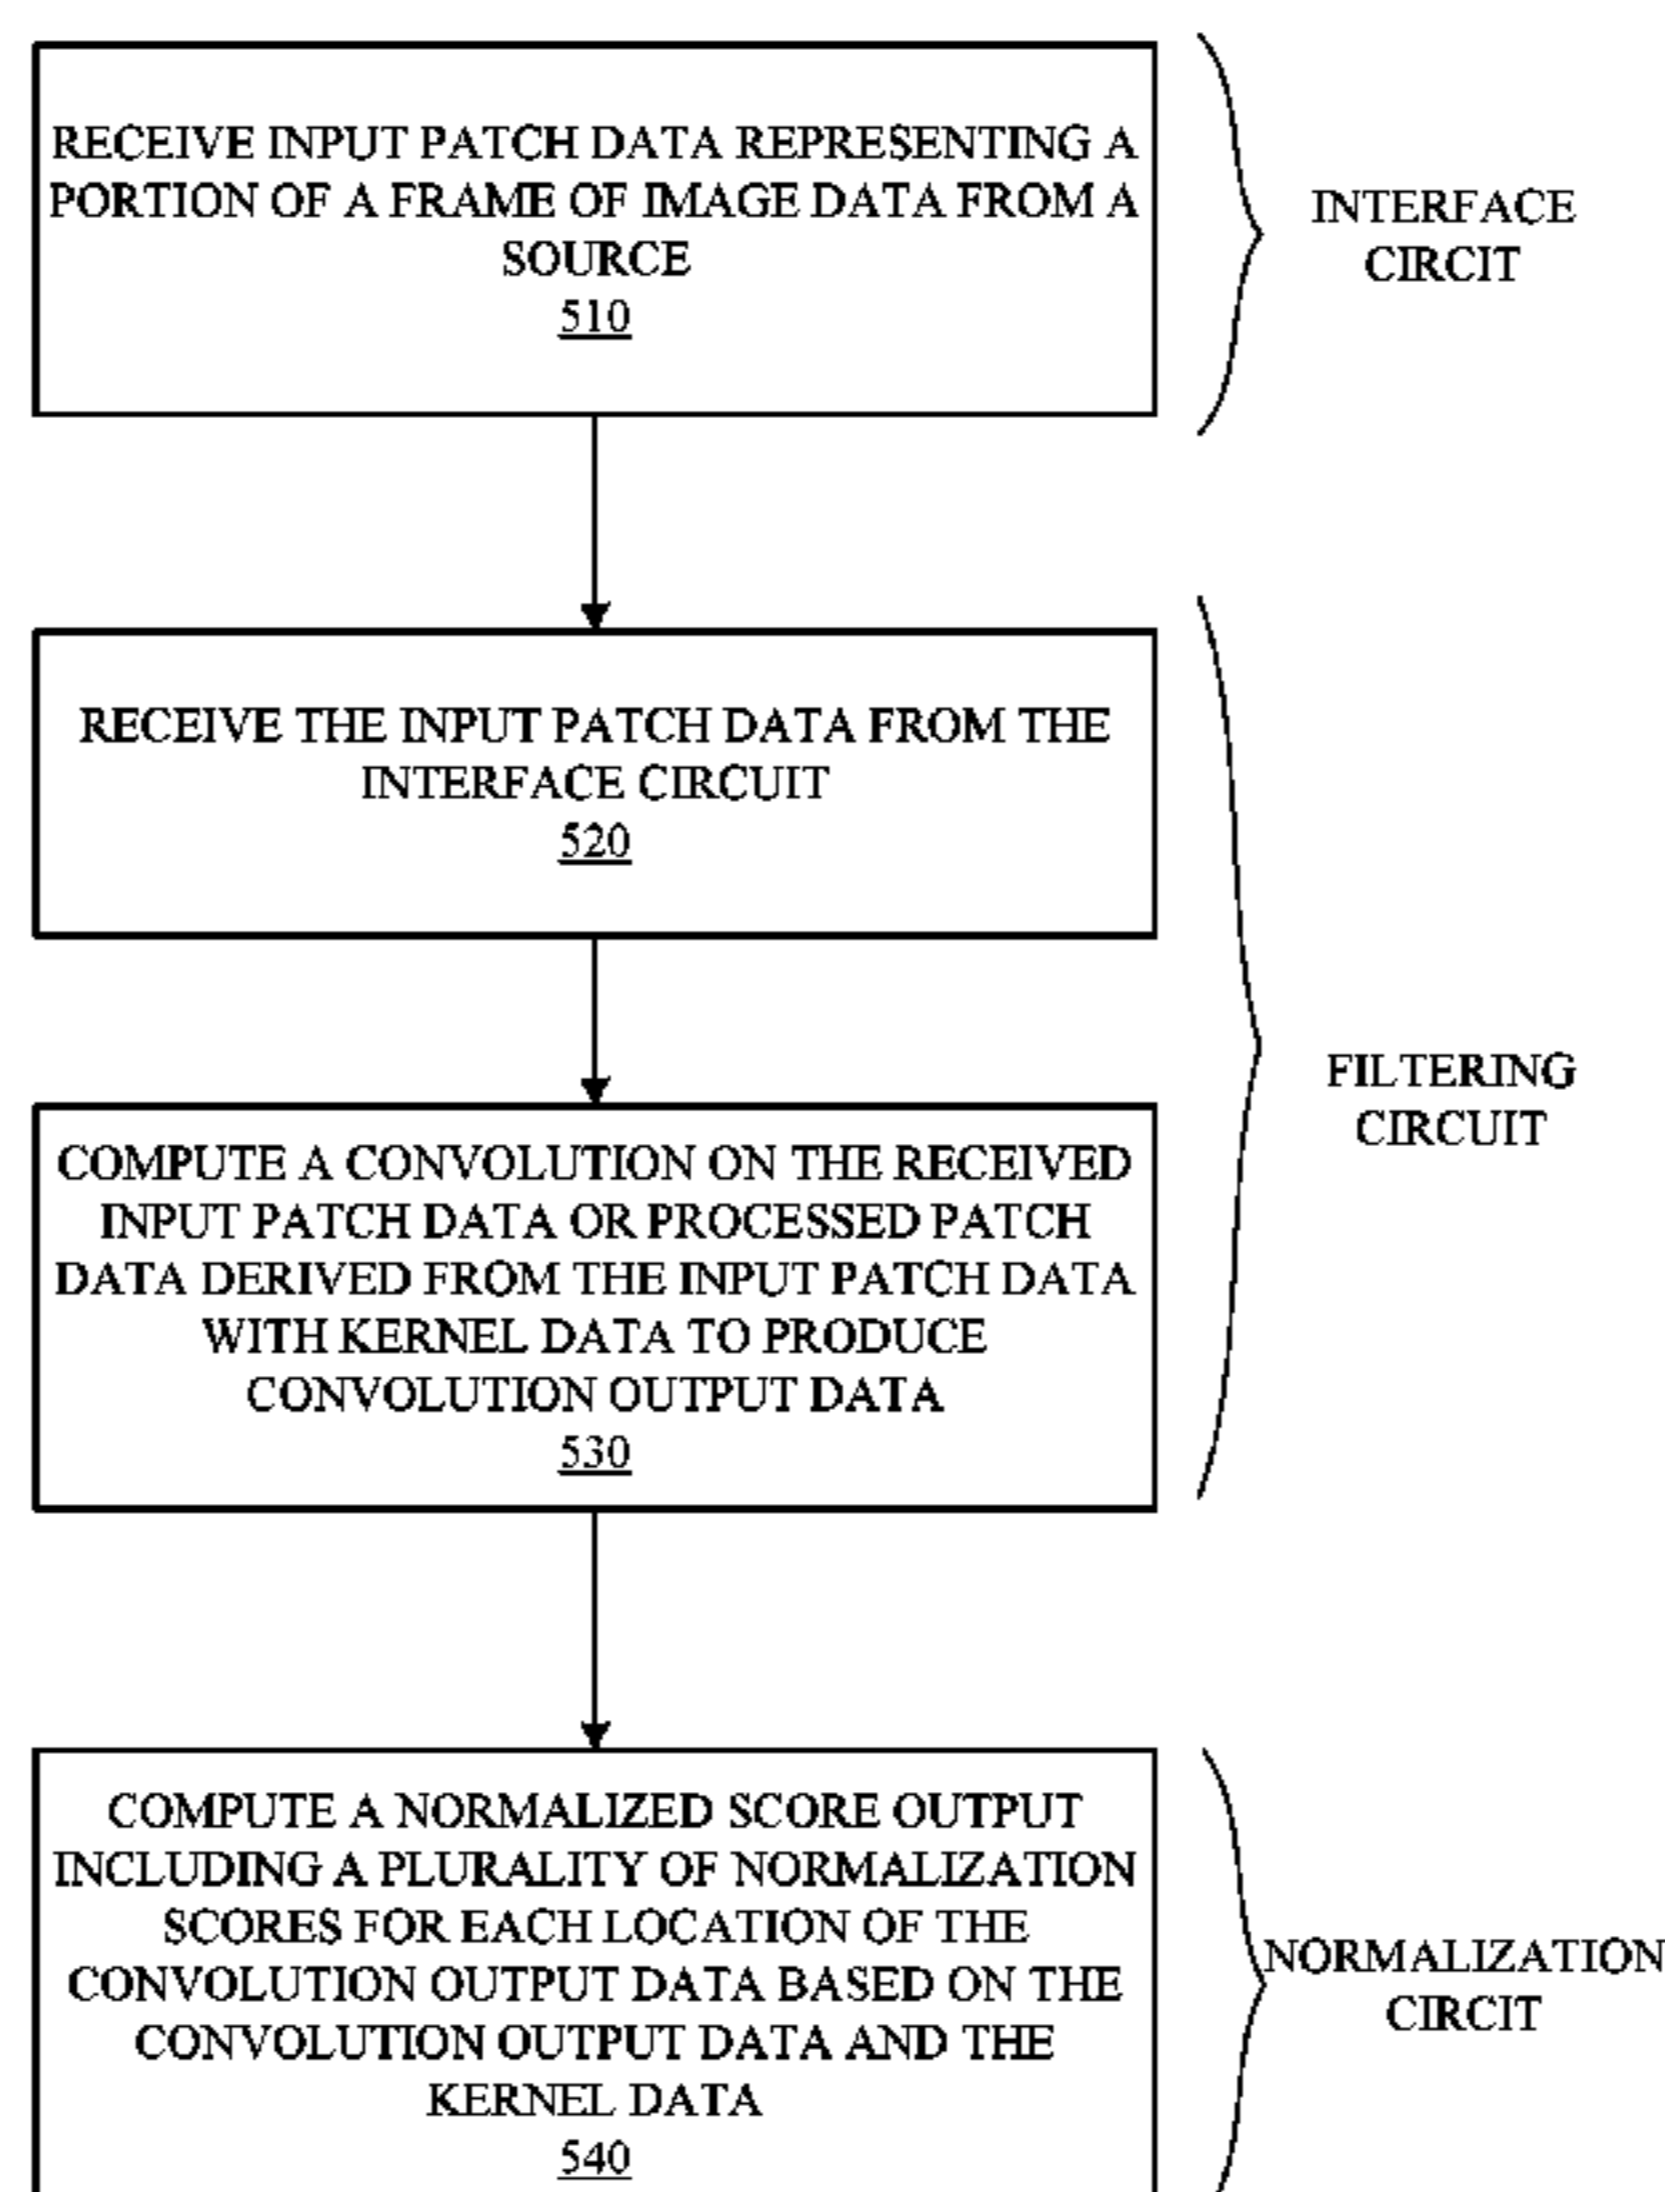 RECEIVE INPUT PATCH DATA REPRESENTING A
PORTION OF A FRAME OF IMAGE DATA FROM A
SOURCE
510
INTERFACE
CIRCIT
RECEIVE THE INPUT PATCH DATA FROM THE
INTERFACE CIRCUIT
520
COMPUTE A CONVOLUTION ON THE RECEIVED
INPUT PATCH DATA OR PROCESSED PATCH
DATA DERIVED FROM THE INPUT PATCH DATA
WITH KERNEL DATA TO PRODUCE
CONVOLUTION OUTPUT DATA
530
FILTERING
CIRCUIT
COMPUTE A NORMALIZED SCORE OUTPUT
INCLUDING A PLURALITY OF NORMALIZATION
SCORES FOR EACH LOCATION OF THE
CONVOLUTION OUTPUT DATA BASED ON THE
CONVOLUTION OUTPUT DATA AND THE
KERNEL DATA
540
NORMALIZATION
CIRCIT